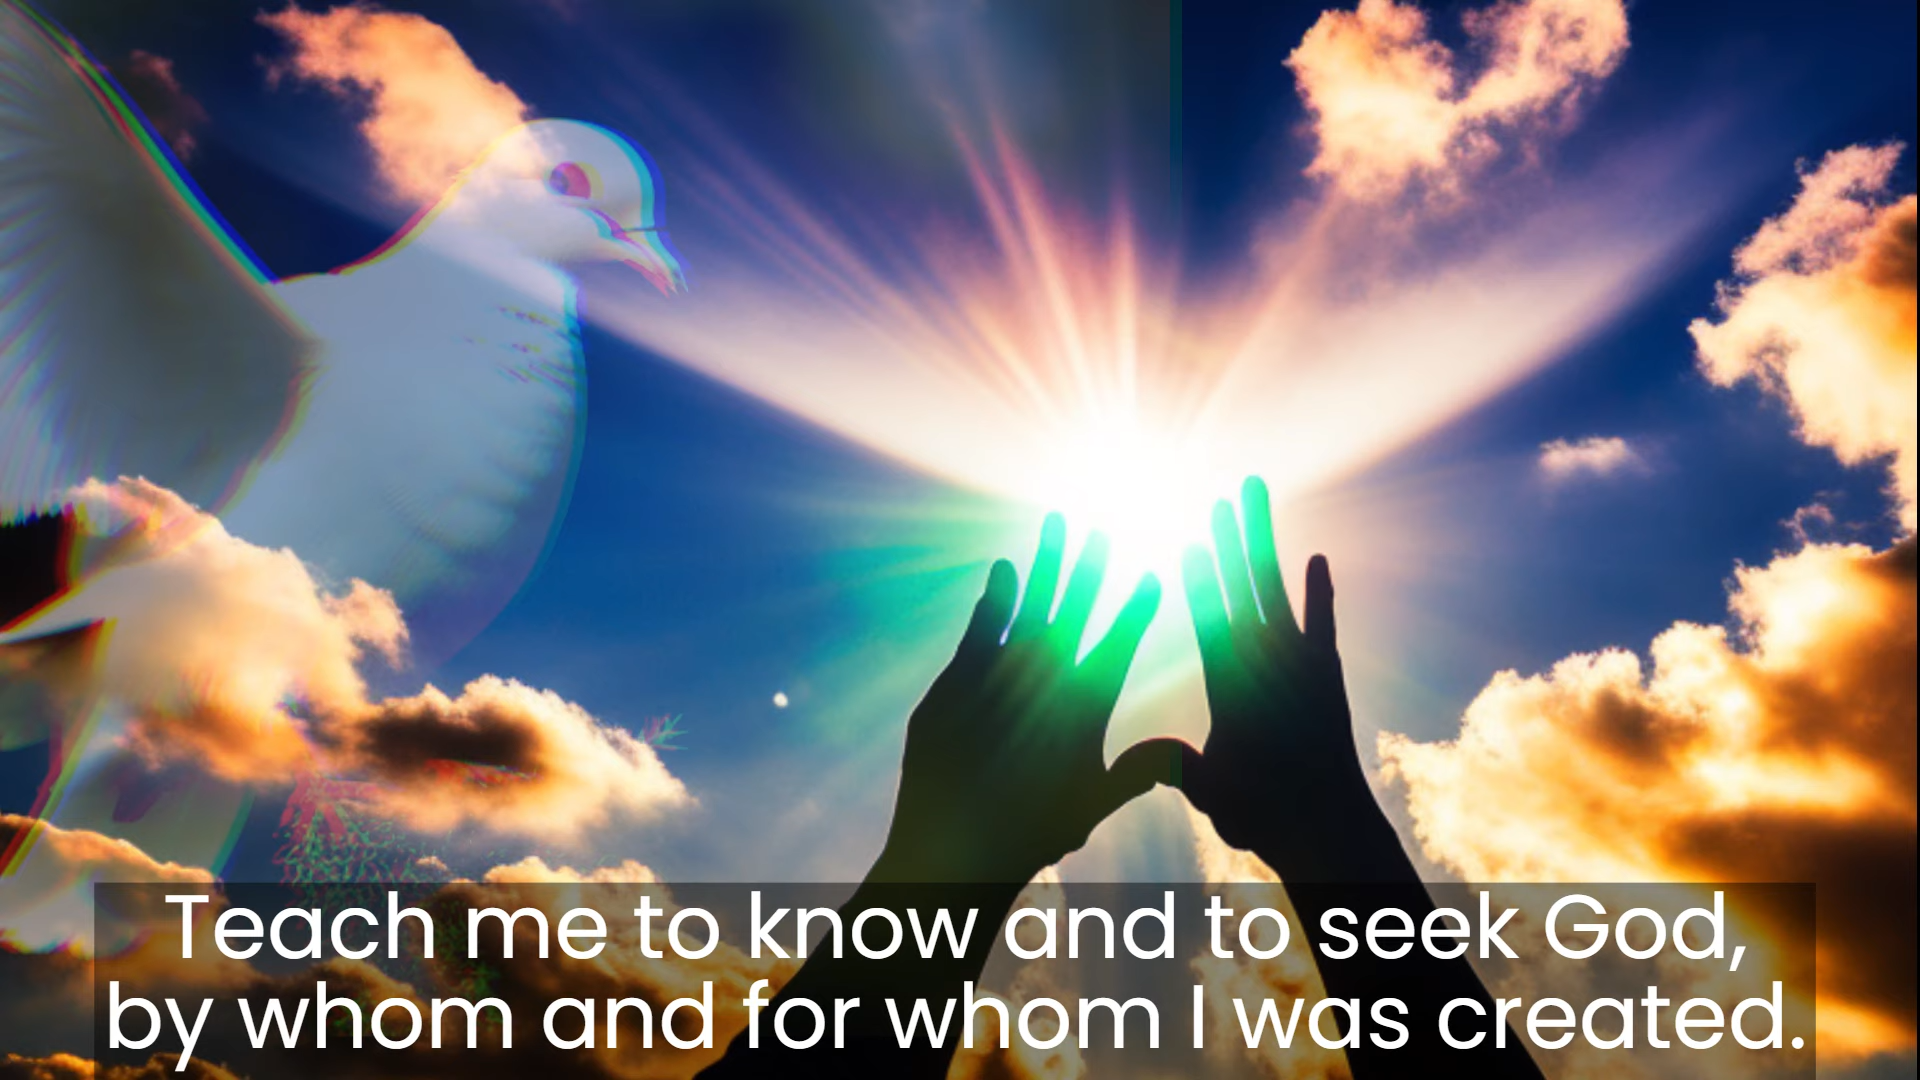 Teach me to know and to seek God,
by whom and for whom I was created.